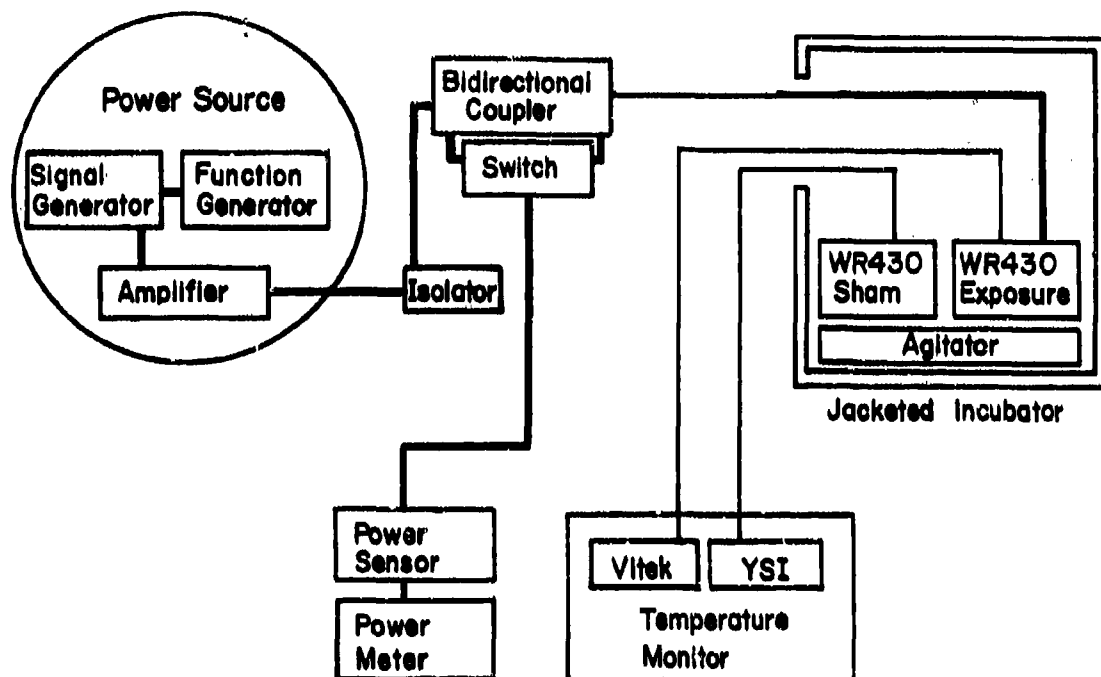 Power Source
Signal
Generator
Function
Generator
Amplifier
Isolator
Bidirectional
Coupler
Switch
WR430
Sham
WR430
Exposure
Agitator
Jacketed Incubator
Power
Sensor
Power
Meter
Vitek
YSI
Temperature
Monitor